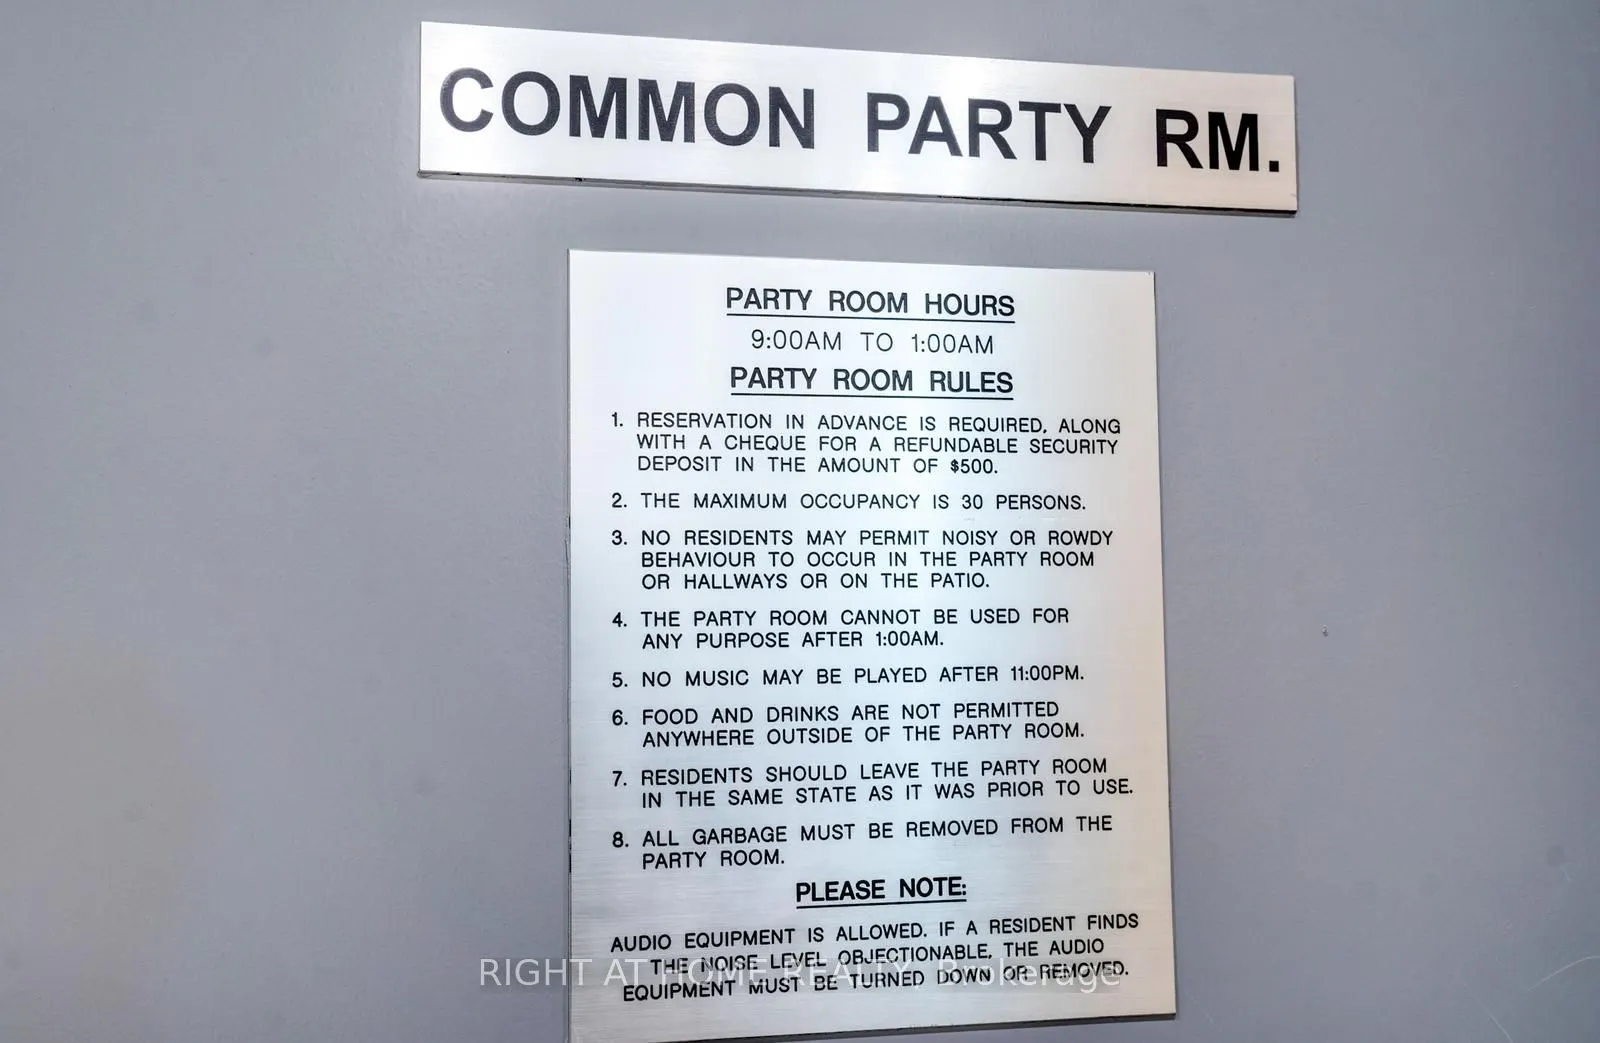 COMMON PARTY RM.
PARTY ROOM HOURS
9:00AM TO 1:00AM
PARTY ROOM RULES
1. RESERVATION IN ADVANCE IS REQUIRED, ALONG
WITH A CHEQUE FOR A REFUNDABLE SECURITY
DEPOSIT IN THE AMOUNT OF $500.
2. THE MAXIMUM OCCUPANCY IS 30 PERSONS.
3. NO RESIDENTS MAY PERMIT NOISY OR ROWDY
BEHAVIOUR TO OCCUR IN THE PARTY ROOM
OR HALLWAYS OR ON THE PATIO.
4. THE PARTY ROOM CANNOT BE USED FOR
ANY PURPOSE AFTER 1:00AM.
5. NO MUSIC MAY BE PLAYED AFTER 11:00PM.
6. FOOD AND DRINKS ARE NOT PERMITTED
ANYWHERE OUTSIDE OF THE PARTY ROOM.
7. RESIDENTS SHOULD LEAVE THE PARTY ROOM
IN THE SAME STATE AS IT WAS PRIOR TO USE.
8. ALL GARBAGE MUST BE REMOVED FROM THE
PARTY ROOM.
PLEASE NOTE:
AUDIO EQUIPMENT IS ALLOWED. IF A RESIDENT FINDS
THE NOISE LEVEL OBJECTIONABLE, THE AUDIO
EQUIPMENT MUST BE TURNED DOWN OR REMOVED.
RIGHT AT HOME REALTY, Brokerage